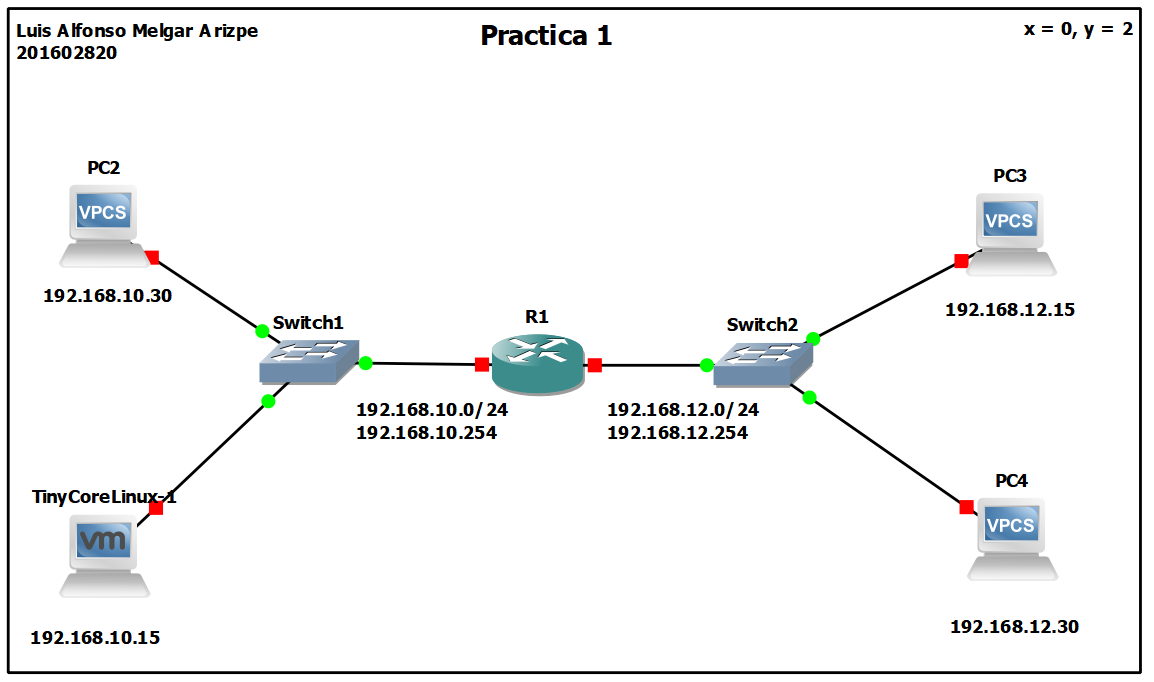 Luis Alfonso Melgar Arizpe
201602820
Practica 1
x = 0, y = 2
PC2
VPCS
192.168.10.30
PC3
VPCS
192.168.12.15
Switch1
R1
Switch2
192.168.10.0/24
192.168.10.254
192.168.12.0/24
192.168.12.254
TinyCoreLinux-1
vm
192.168.10.15
PC4
VPCS
192.168.12.30